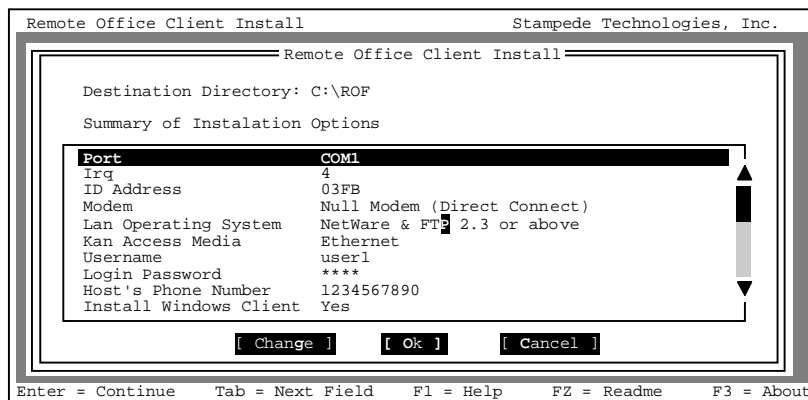 Remote Office Client Install Stampede Technologies, Inc.
Remote Office Client Install
Destination Directory: C:\ROF
Summary of Instalation Options
Port COM1
Irq 4
ID Address 03FB
Modem Null Modem (Direct Connect)
Lan Operating System NetWare & FTP 2.3 or above
Kan Access Media Ethernet
Username user1
Login Password ****
Host's Phone Number 1234567890
Install Windows Client Yes
[ Change ] [ Ok ] [ Cancel ]
Enter = Continue Tab = Next Field F1 = Help FZ = Readme F3 = About